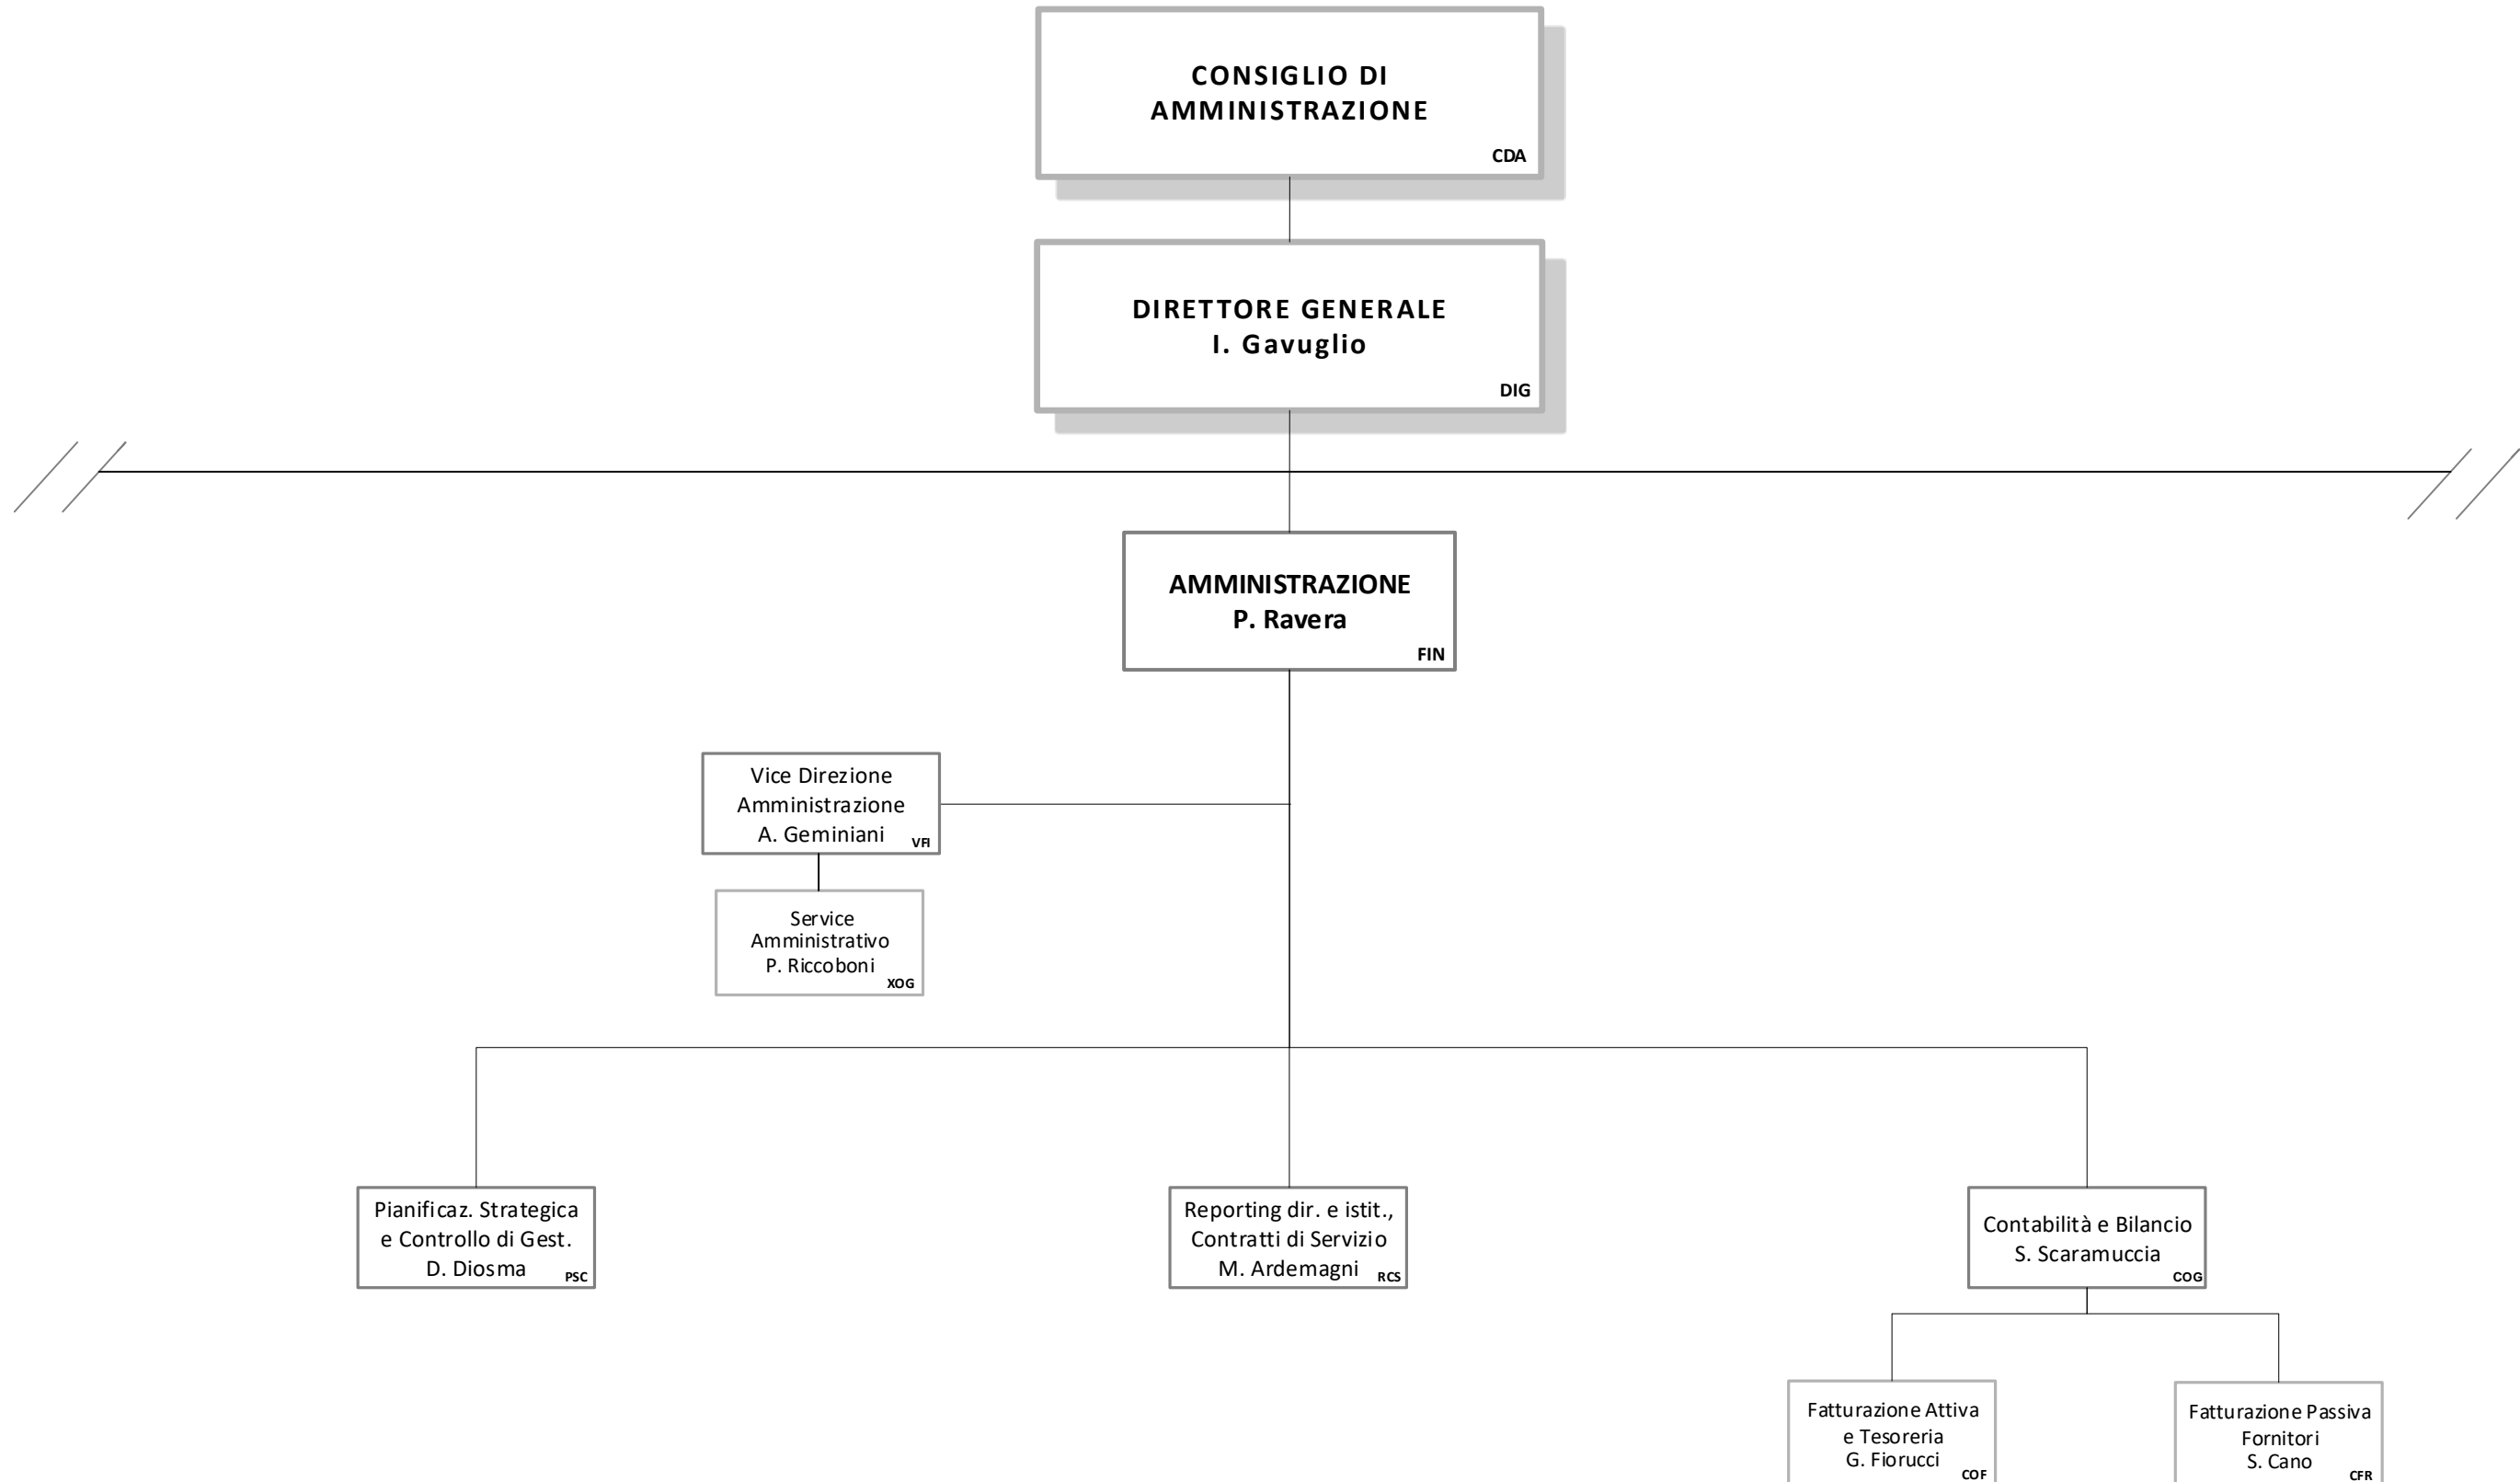 CONSIGLIO DI
AMMINISTRAZIONE
CDA
DIRETTORE GENERALE
I. Gavuglio
DIG
AMMINISTRAZIONE
P. Ravera
FIN
Vice Direzione
Amministrazione
A. Geminiani
VFI
Service
Amministrativo
P. Riccoboni
XOG
Pianificaz. Strategica
e Controllo di Gest.
D. Diosma
PSC
Reporting dir. e istit.,
Contratti di Servizio
M. Ardemagni
RCS
Contabilità e Bilancio
S. Scaramuccia
COG
Fatturazione Attiva
e Tesoreria
G. Fiorucci
COF
Fatturazione Passiva
Fornitori
S. Cano
CFR